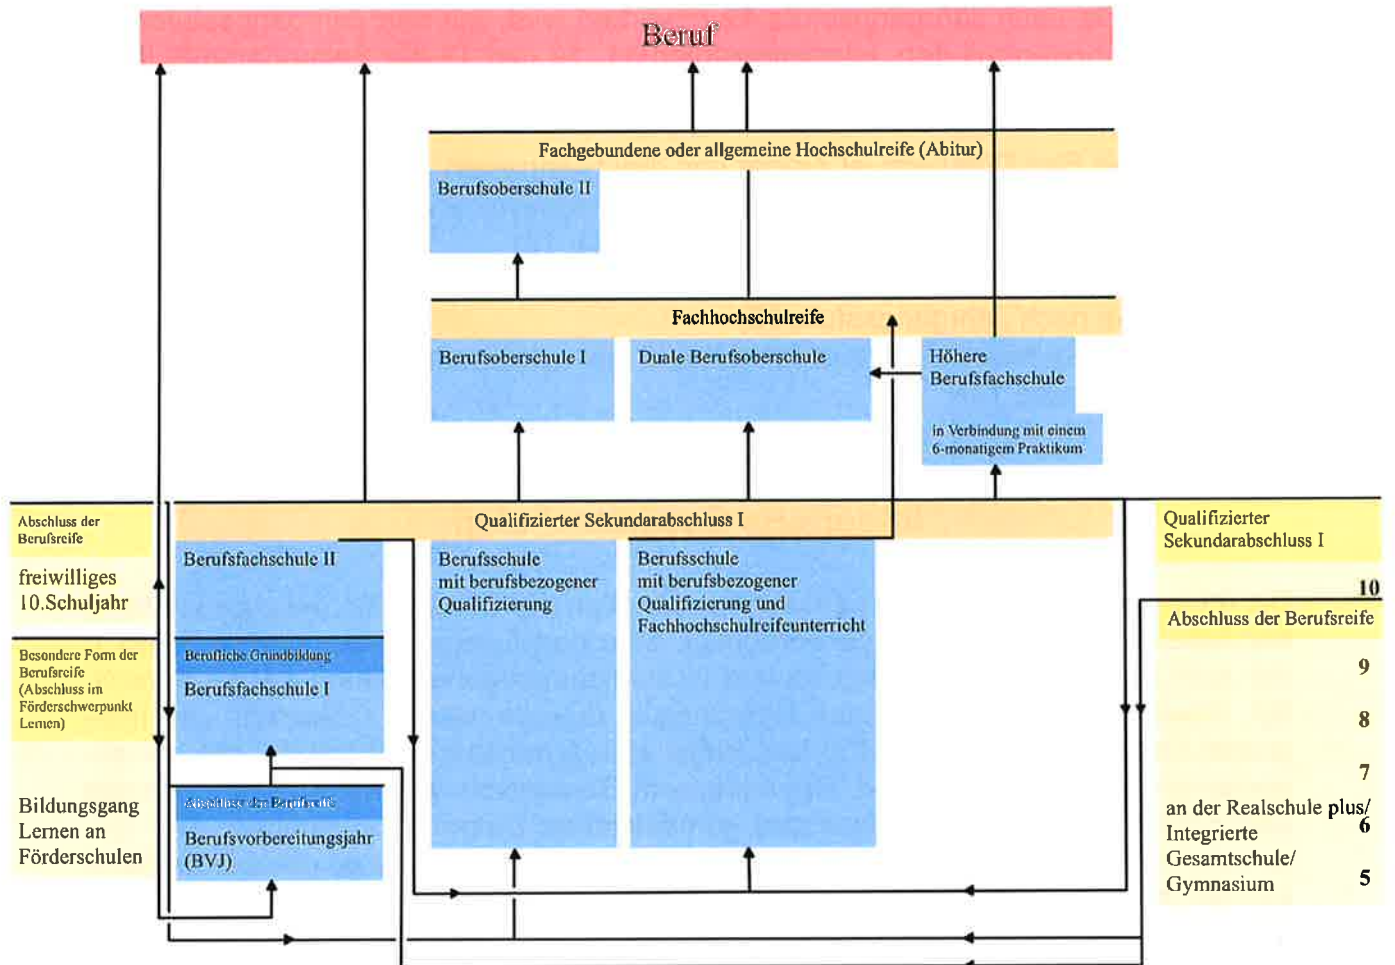 Beruf
Fachgebundene oder allgemeine Hochschulreife (Abitur)
Berufsoberschule II
Fachhochschulreife
Berufsoberschule I
Duale Berufsoberschule
Höhere
Berufsfachschule
in Verbindung mit einem
6-monatigem Praktikum
Abschluss der
Berufsreife
freiwilliges
10.Schuljahr
Besondere Form der
Berufsreife
(Abschluss im
Förderschwerpunkt
Lernen)
Bildungsgang
Lernen an
Förderschulen
Qualifizierter Sekundarabschluss I
Berufsfachschule II
Berufliche Grundbildung
Berufsfachschule I
Abschluss der Berufsreife
Berufsvorbereitungsjahr
(BVJ)
Berufsschule
mit berufsbezogener
Qualifizierung
Berufsschule
mit berufsbezogener
Qualifizierung und
Fachhochschulreifeunterricht
Qualifizierter
Sekundarabschluss I
10
Abschluss der Berufsreife
9
8
7
an der Realschule plus/
Integrierte 6
Gesamtschule/
Gymnasium 5